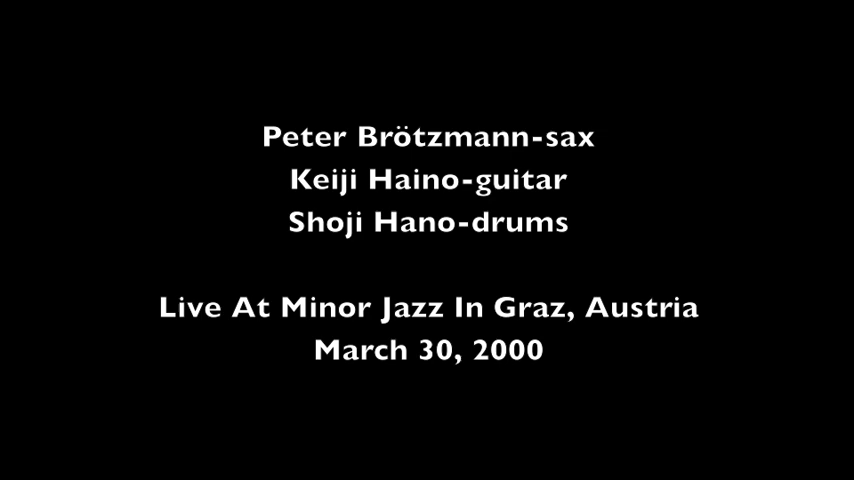 Peter Brötzmann-sax
Keiji Haino-guitar
Shoji Hano-drums
Live At Minor Jazz In Graz, Austria
March 30, 2000